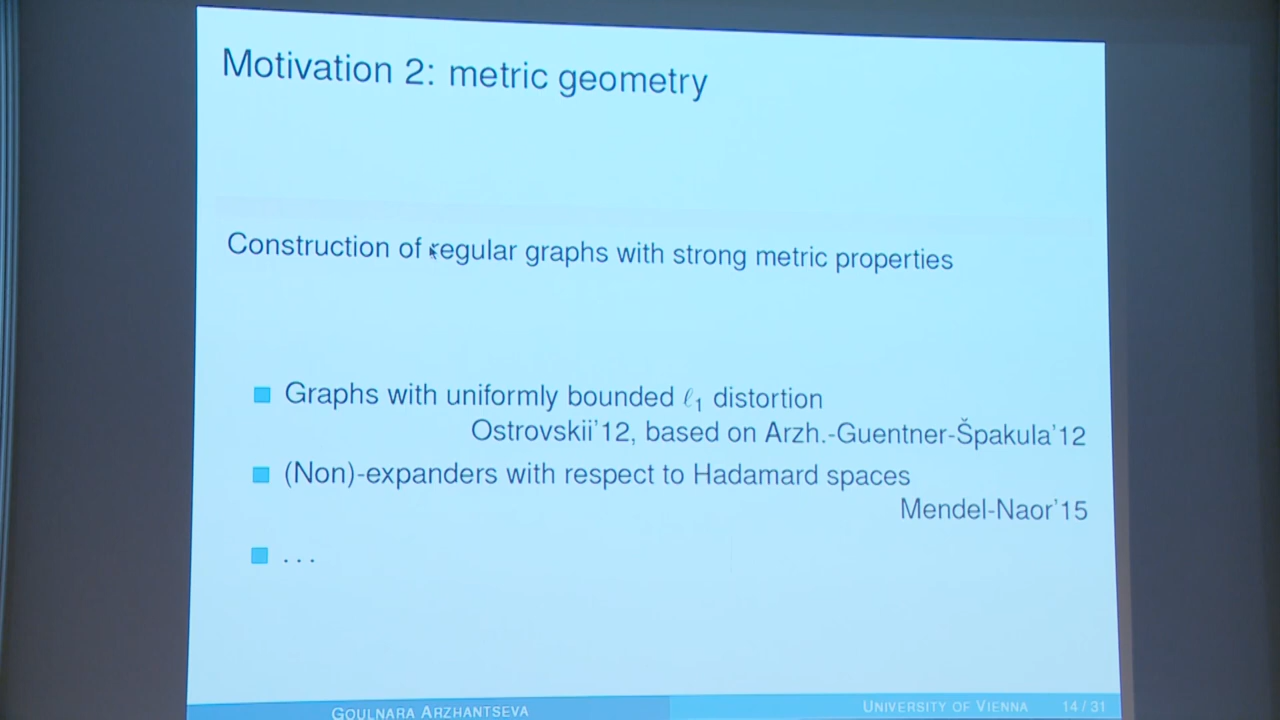 Motivation 2: metric geometry
Construction of regular graphs with strong metric properties
Graphs with uniformly bounded ℓ₁ distortion
Ostrovskii'12, based on Arzh.-Guentner-Špakula'12
(Non)-expanders with respect to Hadamard spaces
Mendel-Naor'15
...
GOULNARA ARZHANTSEVA
UNIVERSITY OF VIENNA 14 / 31